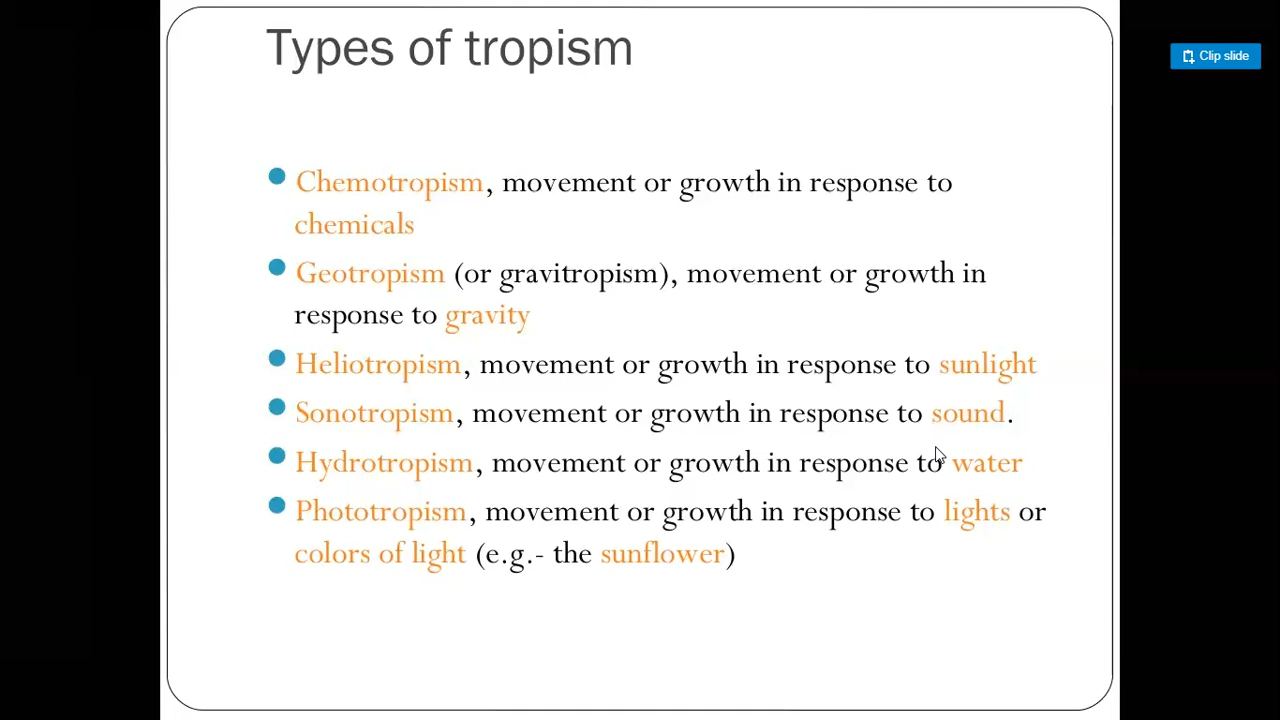 Types of tropism
Clip slide
Chemotropism, movement or growth in response to
chemicals
Geotropism (or gravitropism), movement or growth in
response to gravity
Heliotropism, movement or growth in response to sunlight
Sonotropism, movement or growth in response to sound.
Hydrotropism, movement or growth in response to water
Phototropism, movement or growth in response to lights or
colors of light (e.g.- the sunflower)